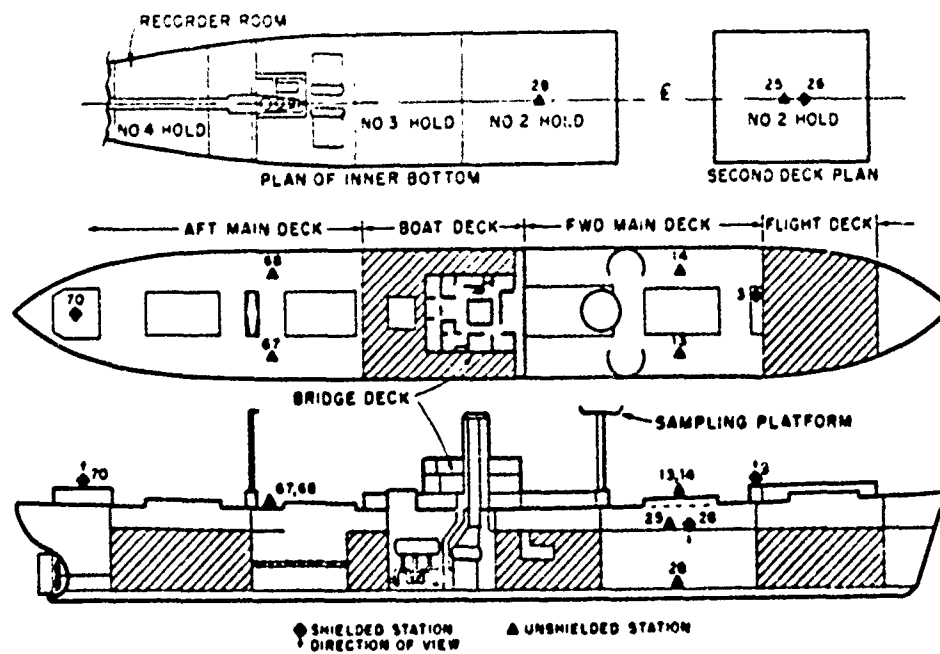 RECORDER ROOM
28
NO 4 HOLD
NO 3 HOLD
NO 2 HOLD
PLAN OF INNER BOTTOM
℄
25
26
NO 2 HOLD
SECOND DECK PLAN
AFT MAIN DECK
BOAT DECK
FWD MAIN DECK
FLIGHT DECK
68
14
70
3
67
13
BRIDGE DECK
SAMPLING PLATFORM
70
67,68
13,14
3
25
26
28
SHIELDED STATION
DIRECTION OF VIEW
UNSHIELDED STATION